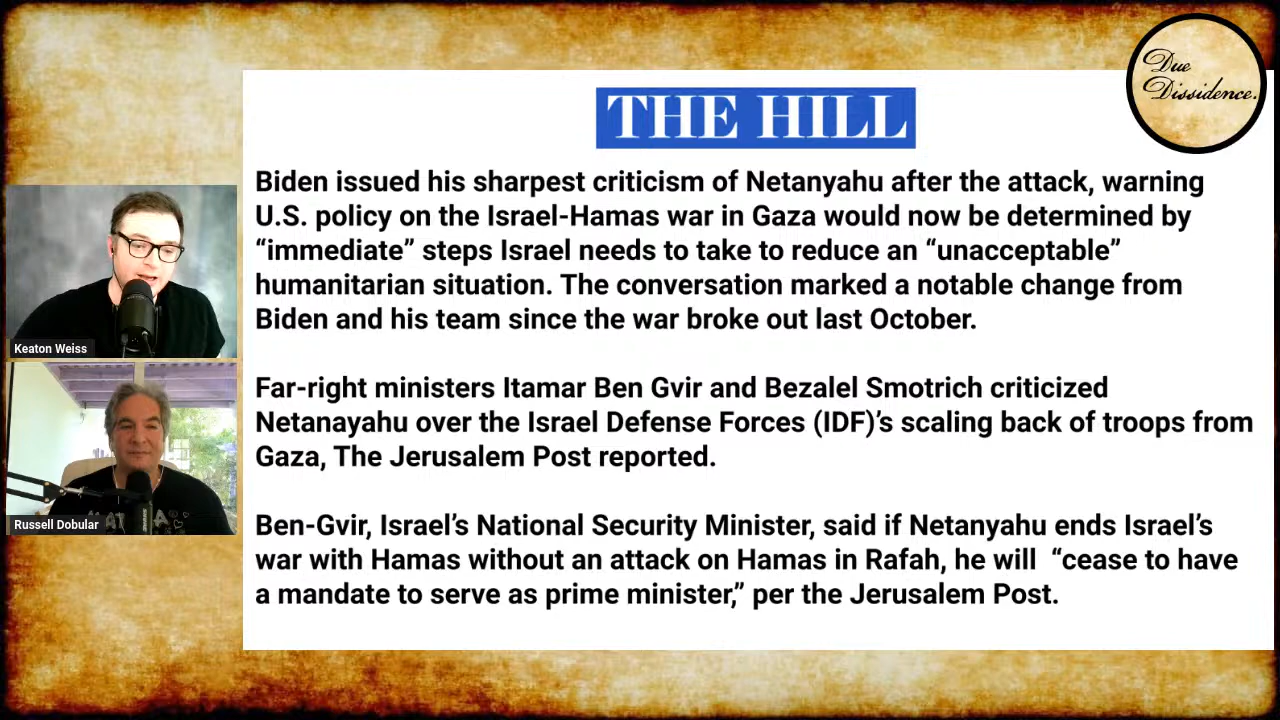 Due
Dissidence.
THE HILL
Biden issued his sharpest criticism of Netanyahu after the attack, warning
U.S. policy on the Israel-Hamas war in Gaza would now be determined by
“immediate” steps Israel needs to take to reduce an “unacceptable”
humanitarian situation. The conversation marked a notable change from
Biden and his team since the war broke out last October.
Far-right ministers Itamar Ben Gvir and Bezalel Smotrich criticized
Netanayahu over the Israel Defense Forces (IDF)’s scaling back of troops from
Gaza, The Jerusalem Post reported.
Ben-Gvir, Israel’s National Security Minister, said if Netanyahu ends Israel’s
war with Hamas without an attack on Hamas in Rafah, he will “cease to have
a mandate to serve as prime minister,” per the Jerusalem Post.
Keaton Weiss
Russell Dobular